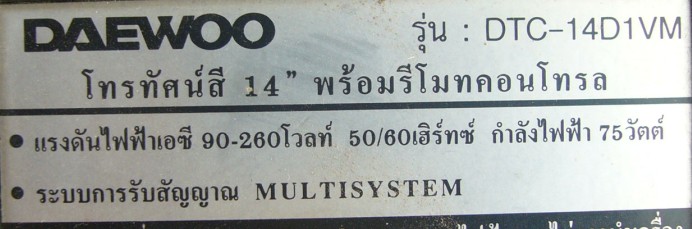 DAEWOO รุ่น : DTC-14D1VM
โทรทัศน์สี 14” พร้อมรีโมทคอนโทรล
• แรงดันไฟฟ้าเอซี 90-260โวลท์ 50/60เฮิร์ทซ์ กำลังไฟฟ้า 75วัตต์
• ระบบการรับสัญญาณ MULTISYSTEM